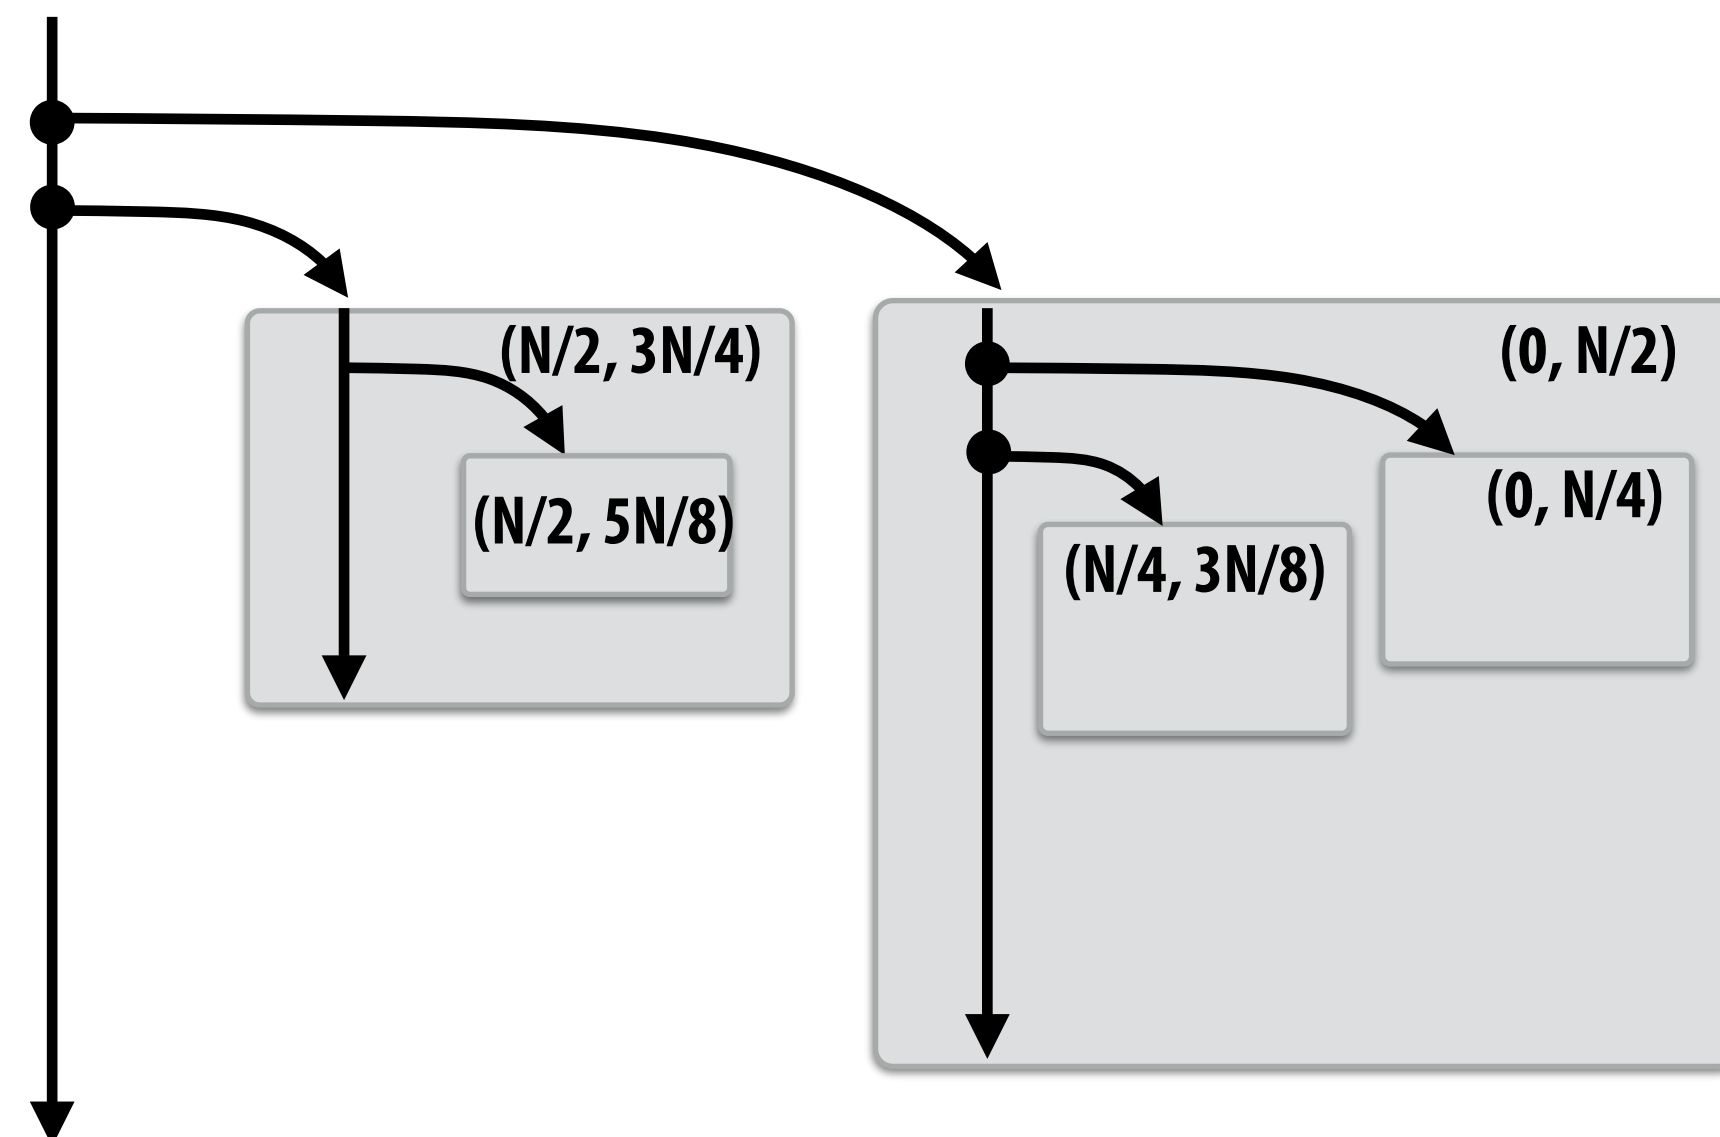 (N/2, 3N/4)
(0, N/2)
(N/2, 5N/8)
(N/4, 3N/8)
(0, N/4)